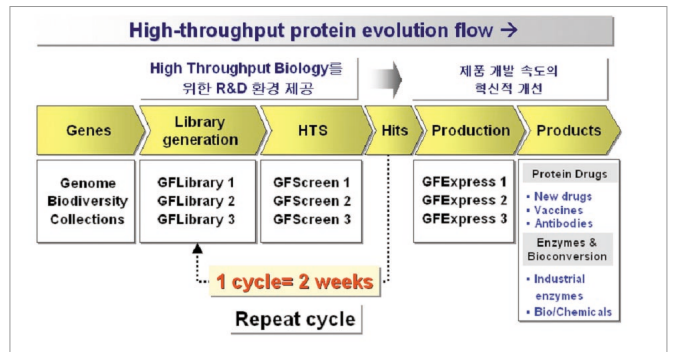 High-throughput protein evolution flow →
High Throughput Biology를
위한 R&D 환경 제공
제품 개발 속도의
혁신적 개선
Genes
Library
generation
HTS
Hits
Production
Products
Genome
Biodiversity
Collections
GFLibrary 1
GFLibrary 2
GFLibrary 3
GFScreen 1
GFScreen 2
GFScreen 3
GFExpress 1
GFExpress 2
GFExpress 3
Protein Drugs
• New drugs
• Vaccines
• Antibodies
Enzymes &
Bioconversion
• Industrial
enzymes
• Bio/Chemicals
1 cycle= 2 weeks
Repeat cycle